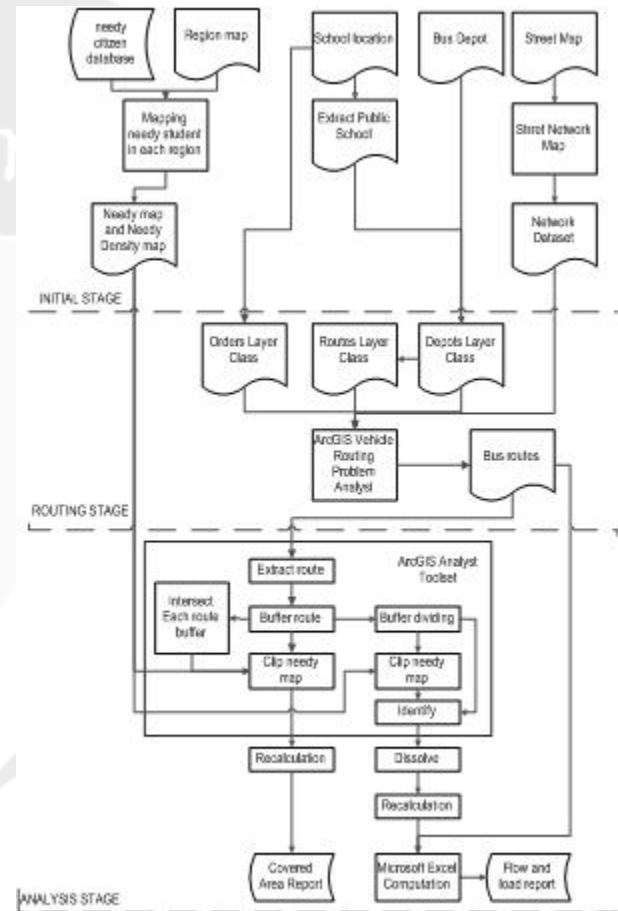 needy
citizen
database
Region map
School location
Bus Depot
Street Map
Mapping
needy student
in each region
Extract Public
School
Strret Network
Map
Needy map
and Needy
Density map
Network
Dataset
INITIAL STAGE
Orders Layer
Class
Routes Layer
Class
Depots Layer
Class
ArcGIS Vehicle
Routing
Problem
Analyst
Bus routes
ROUTING STAGE
ArcGIS Analyst
Toolset
Extract route
Intersect
Each route
buffer
Buffer route
Buffer dividing
Clip needy
map
Clip needy
map
Identify
Recalculation
Dissolve
Recalculation
Covered
Area Report
Microsoft Excel
Computation
Flow and
load report
ANALYSIS STAGE